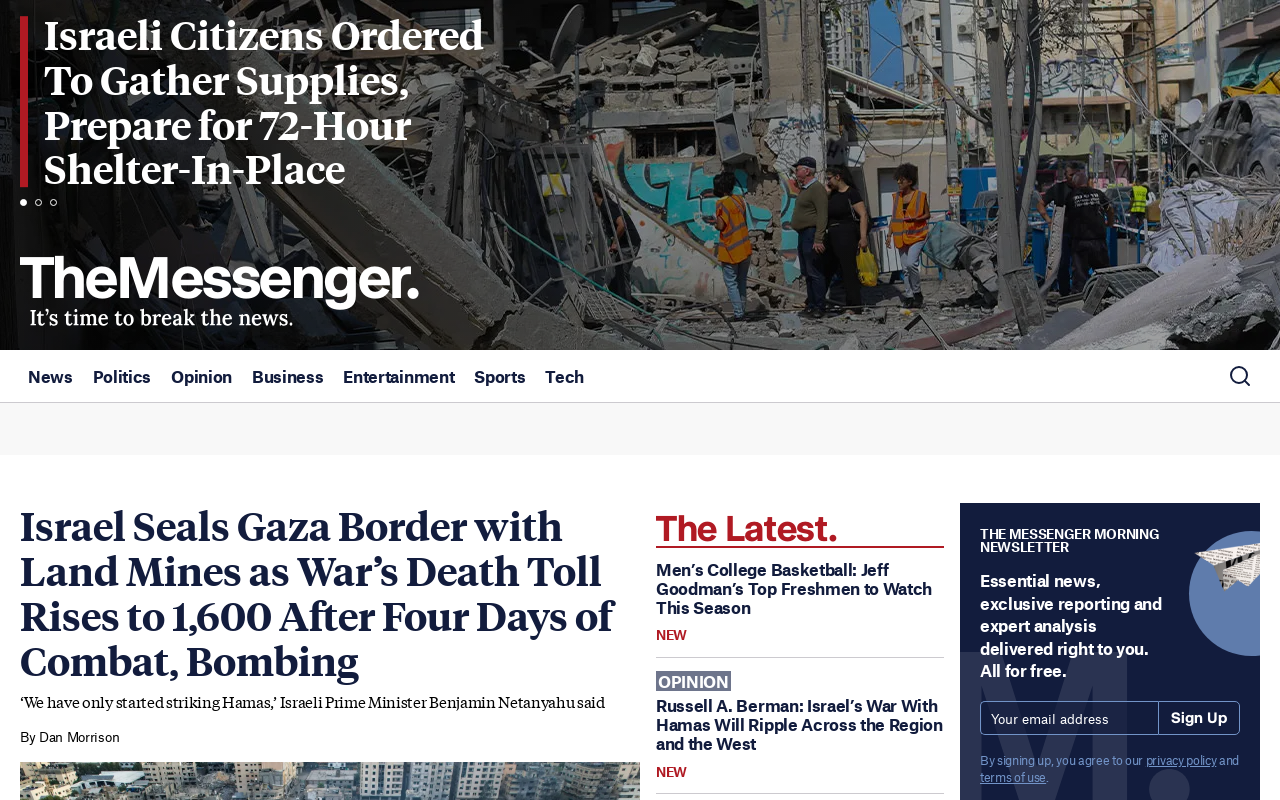 Israeli Citizens Ordered
To Gather Supplies,
Prepare for 72-Hour
Shelter-In-Place
TheMessenger.
It's time to break the news.
News Politics Opinion Business Entertainment Sports Tech
Israel Seals Gaza Border with
Land Mines as War’s Death Toll
Rises to 1,600 After Four Days of
Combat, Bombing
‘We have only started striking Hamas,’ Israeli Prime Minister Benjamin Netanyahu said
By Dan Morrison
The Latest.
Men’s College Basketball: Jeff
Goodman’s Top Freshmen to Watch
This Season
NEW
OPINION
Russell A. Berman: Israel’s War With
Hamas Will Ripple Across the Region
and the West
NEW
THE MESSENGER MORNING
NEWSLETTER
Essential news,
exclusive reporting and
expert analysis
delivered right to you.
All for free.
Your email address Sign Up
By signing up, you agree to our privacy policy and
terms of use.
M.